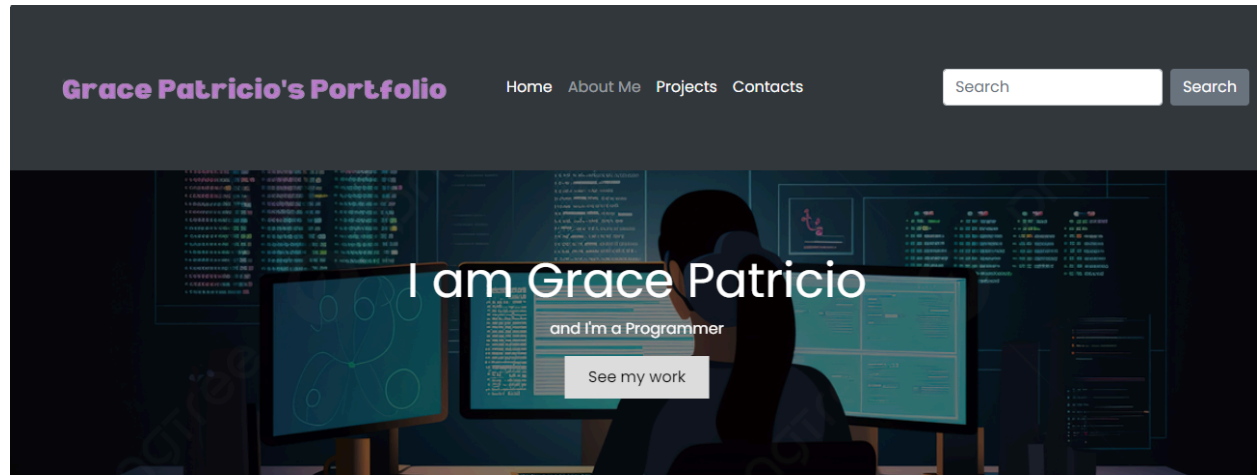 Grace Patricio's Portfolio
Home About Me Projects Contacts
Search
Search
I am Grace Patricio
and I'm a Programmer
See my work